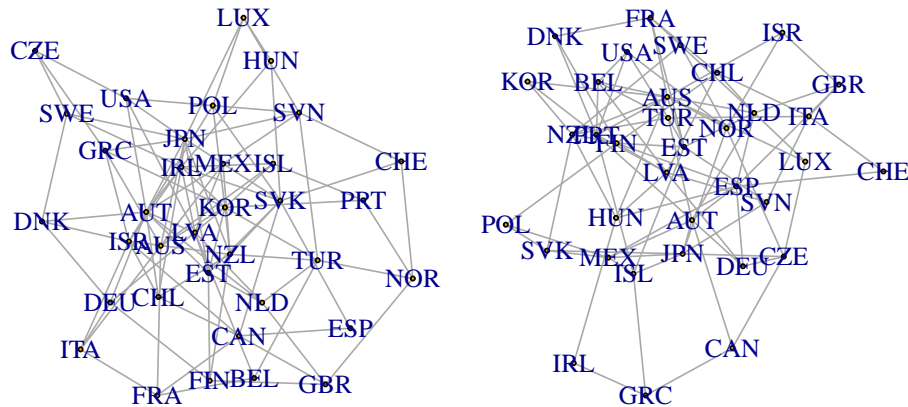 LUX
CZE
HUN
USA
POL
SVN
SWE
JPN
GRC
IRL
MEX
ISL
CHE
SVK
PRT
KOR
AUT
DNK
LVA
ISR
AUS
NZL
TUR
EST
NOR
DEU
CHL
NLD
CAN
ESP
ITA
FIN
BEL
GBR
FRA
FRA
DNK
ISR
SWE
USA
CHL
KOR
BEL
GBR
AUS
NLD
ITA
TUR
NOR
NZL
PRT
FIN
EST
LUX
CHE
LVA
ESP
SVN
HUN
POL
AUT
SVK
MEX
JPN
CZE
DEU
ISL
CAN
IRL
GRC